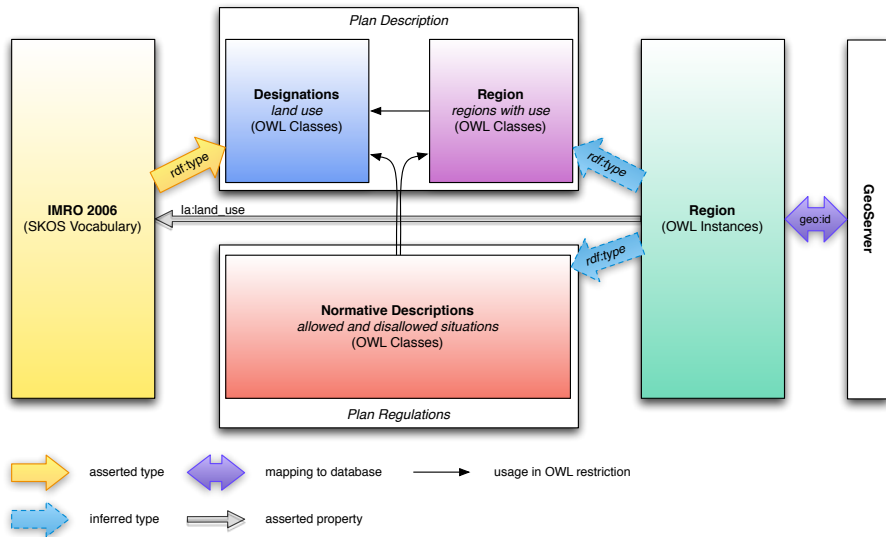 Plan Description
Designations
land use
(OWL Classes)
Region
regions with use
(OWL Classes)
rdf:type
rdf:type
IMRO 2006
(SKOS Vocabulary)
la:land_use
Region
(OWL Instances)
geo:id
GeoServer
rdf:type
Normative Descriptions
allowed and disallowed situations
(OWL Classes)
Plan Regulations
asserted type
mapping to database
usage in OWL restriction
inferred type
asserted property